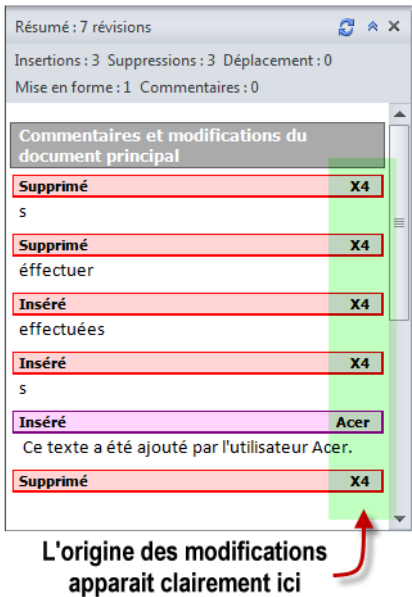 Résumé : 7 révisions
Insertions : 3 Suppressions : 3 Déplacement : 0
Mise en forme : 1 Commentaires : 0
Commentaires et modifications du
document principal
Supprimé X4
s
Supprimé X4
éffectuer
Inséré X4
effectuées
Inséré X4
s
Inséré Acer
Ce texte a été ajouté par l'utilisateur Acer.
Supprimé X4
L'origine des modifications
apparait clairement ici